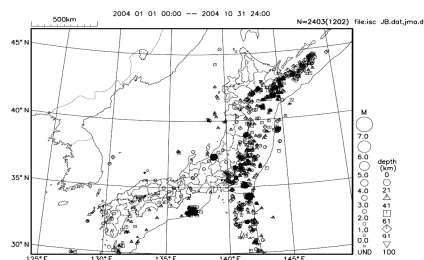 500km
2004 01 01 00:00 -- 2004 10 31 24:00
N=2403(1202) file:isc JB.dat,jmo.d
45°N
40°N
35°N
30°N
125°E 130°E 135°E 140°E 145°E
M
7.0
6.0
5.0
4.0
3.0
2.0
1.0
0.0
UND
depth
(km)
0
21
41
61
91
100